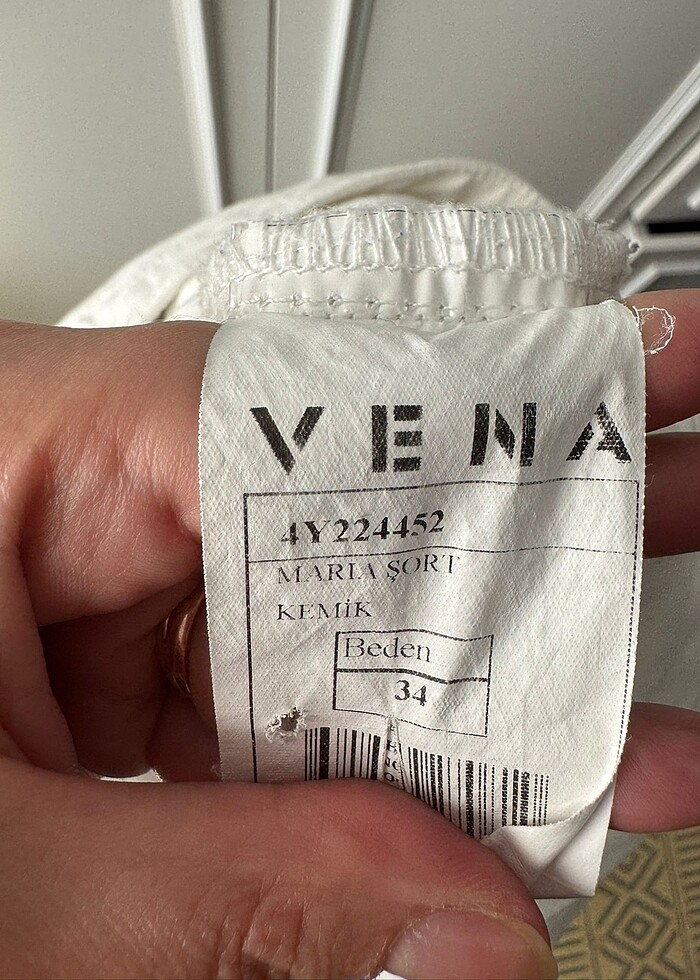 VENA
4Y224452
MARIA ŞORT
KEMİK
Beden
34